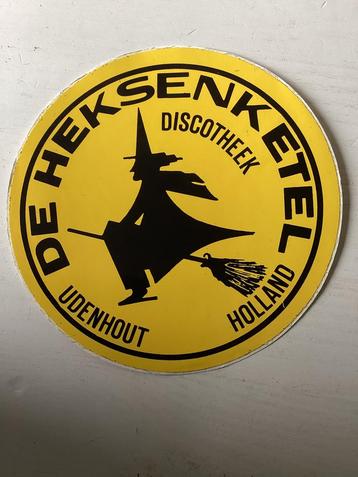 DE HEKSENKETEL
DISCOTHEEK
UDENHOUT
HOLLAND